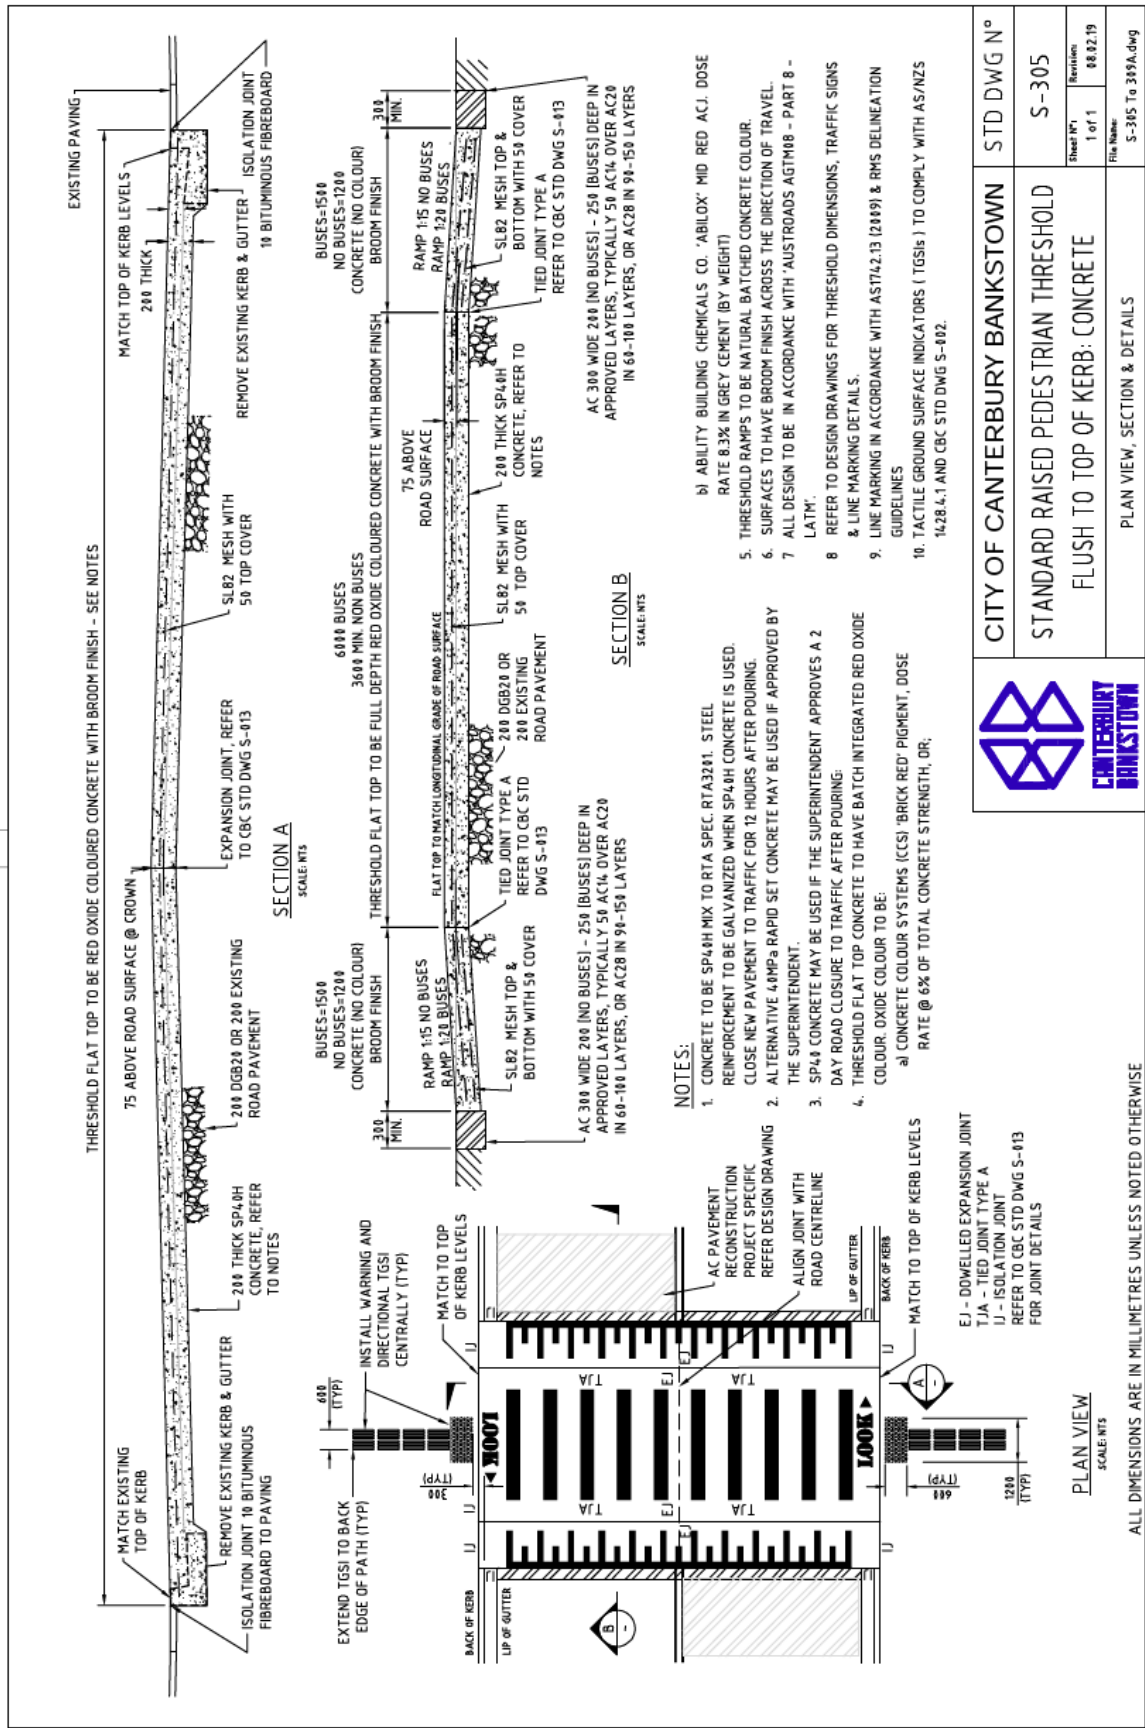 THRESHOLD FLAT TOP TO BE RED OXIDE COLOURED CONCRETE WITH BROOM FINISH - SEE NOTES
MATCH EXISTING
TOP OF KERB
75 ABOVE ROAD SURFACE @ CROWN
MATCH TOP OF KERB LEVELS
200 THICK
EXISTING PAVING
REMOVE EXISTING KERB & GUTTER
ISOLATION JOINT 10 BITUMINOUS
FIBREBOARD TO PAVING
200 THICK SP40H
CONCRETE, REFER
TO NOTES
200 DGB20 OR 200 EXISTING
ROAD PAVEMENT
EXPANSION JOINT, REFER
TO CBC STD DWG S-013
SL82 MESH WITH
50 TOP COVER
REMOVE EXISTING KERB & GUTTER
ISOLATION JOINT
10 BITUMINOUS FIBREBOARD
SECTION A
SCALE: NTS
BUSES=1500
NO BUSES=1200
CONCRETE (NO COLOUR)
BROOM FINISH
6000 BUSES
3600 MIN. NON BUSES
THRESHOLD FLAT TOP TO BE FULL DEPTH RED OXIDE COLOURED CONCRETE WITH BROOM FINISH
BUSES=1500
NO BUSES=1200
CONCRETE (NO COLOUR)
BROOM FINISH
300
MIN.
RAMP 1:15 NO BUSES
RAMP 1:20 BUSES
FLAT TOP TO MATCH LONGITUDINAL GRADE OF ROAD SURFACE
75 ABOVE
ROAD SURFACE
RAMP 1:15 NO BUSES
RAMP 1:20 BUSES
300
MIN.
SL82 MESH TOP &
BOTTOM WITH 50 COVER
TIED JOINT TYPE A
REFER TO CBC STD
DWG S-013
200 DGB20 OR
200 EXISTING
ROAD PAVEMENT
SL82 MESH WITH
50 TOP COVER
200 THICK SP40H
CONCRETE, REFER TO
NOTES
SL82 MESH TOP &
BOTTOM WITH 50 COVER
TIED JOINT TYPE A
REFER TO CBC STD DWG S-013
AC 300 WIDE 200 [NO BUSES] - 250 [BUSES] DEEP IN
APPROVED LAYERS, TYPICALLY 50 AC14 OVER AC20
IN 60-100 LAYERS, OR AC28 IN 90-150 LAYERS
AC 300 WIDE 200 [NO BUSES] - 250 [BUSES] DEEP IN
APPROVED LAYERS, TYPICALLY 50 AC14 OVER AC20
IN 60-100 LAYERS, OR AC28 IN 90-150 LAYERS
SECTION B
SCALE: NTS
EXTEND TGSI TO BACK
EDGE OF PATH (TYP)
600
(TYP)
INSTALL WARNING AND
DIRECTIONAL TGSI
CENTRALLY (TYP)
300
(TYP)
MATCH TO TOP
OF KERB LEVELS
BACK OF KERB
LIP OF GUTTER
IJ
IJ
IJ
IJ
IJ
LOOK
TJA
TJA
EJ
EJ
EJ
EJ
TJA
TJA
LOOK
AC PAVEMENT
RECONSTRUCTION
PROJECT SPECIFIC
REFER DESIGN DRAWING
ALIGN JOINT WITH
ROAD CENTRELINE
LIP OF GUTTER
BACK OF KERB
IJ
IJ
IJ
IJ
MATCH TO TOP OF KERB LEVELS
B
-
A
-
600
(TYP)
1200
(TYP)
EJ - DOWELLED EXPANSION JOINT
TJA - TIED JOINT TYPE A
IJ - ISOLATION JOINT
REFER TO CBC STD DWG S-013
FOR JOINT DETAILS
PLAN VIEW
SCALE: NTS
ALL DIMENSIONS ARE IN MILLIMETRES UNLESS NOTED OTHERWISE
NOTES:
1. CONCRETE TO BE SP40H MIX TO RTA SPEC. RTA3201. STEEL
REINFORCEMENT TO BE GALVANIZED WHEN SP40H CONCRETE IS USED.
CLOSE NEW PAVEMENT TO TRAFFIC FOR 12 HOURS AFTER POURING.
2. ALTERNATIVE 40MPa RAPID SET CONCRETE MAY BE USED IF APPROVED BY
THE SUPERINTENDENT.
3. SP40 CONCRETE MAY BE USED IF THE SUPERINTENDENT APPROVES A 2
DAY ROAD CLOSURE TO TRAFFIC AFTER POURING:
4. THRESHOLD FLAT TOP CONCRETE TO HAVE BATCH INTEGRATED RED OXIDE
COLOUR. OXIDE COLOUR TO BE:
a) CONCRETE COLOUR SYSTEMS (CCS) 'BRICK RED' PIGMENT, DOSE
RATE @ 6% OF TOTAL CONCRETE STRENGTH, OR;
b) ABILITY BUILDING CHEMICALS CO. 'ABILOX' MID RED ACJ. DOSE
RATE 8.3% IN GREY CEMENT (BY WEIGHT)
5. THRESHOLD RAMPS TO BE NATURAL BATCHED CONCRETE COLOUR.
6. SURFACES TO HAVE BROOM FINISH ACROSS THE DIRECTION OF TRAVEL.
7 ALL DESIGN TO BE IN ACCORDANCE WITH 'AUSTROADS AGTM08 - PART 8 -
LATM'.
8 REFER TO DESIGN DRAWINGS FOR THRESHOLD DIMENSIONS, TRAFFIC SIGNS
& LINE MARKING DETAILS.
9. LINE MARKING IN ACCORDANCE WITH AS1742.13 (2009) & RMS DELINEATION
GUIDELINES
10. TACTILE GROUND SURFACE INDICATORS ( TGSIs ) TO COMPLY WITH AS/NZS
1428.4.1 AND CBC STD DWG S-02.
CANTERBURY
BANKSTOWN
CITY OF CANTERBURY BANKSTOWN
STD DWG N°
STANDARD RAISED PEDESTRIAN THRESHOLD
FLUSH TO TOP OF KERB: CONCRETE
S-305
Sheet N°:
1 of 1
Revision:
08.02.19
PLAN VIEW, SECTION & DETAILS
File Name:
S-305 To 309A.dwg